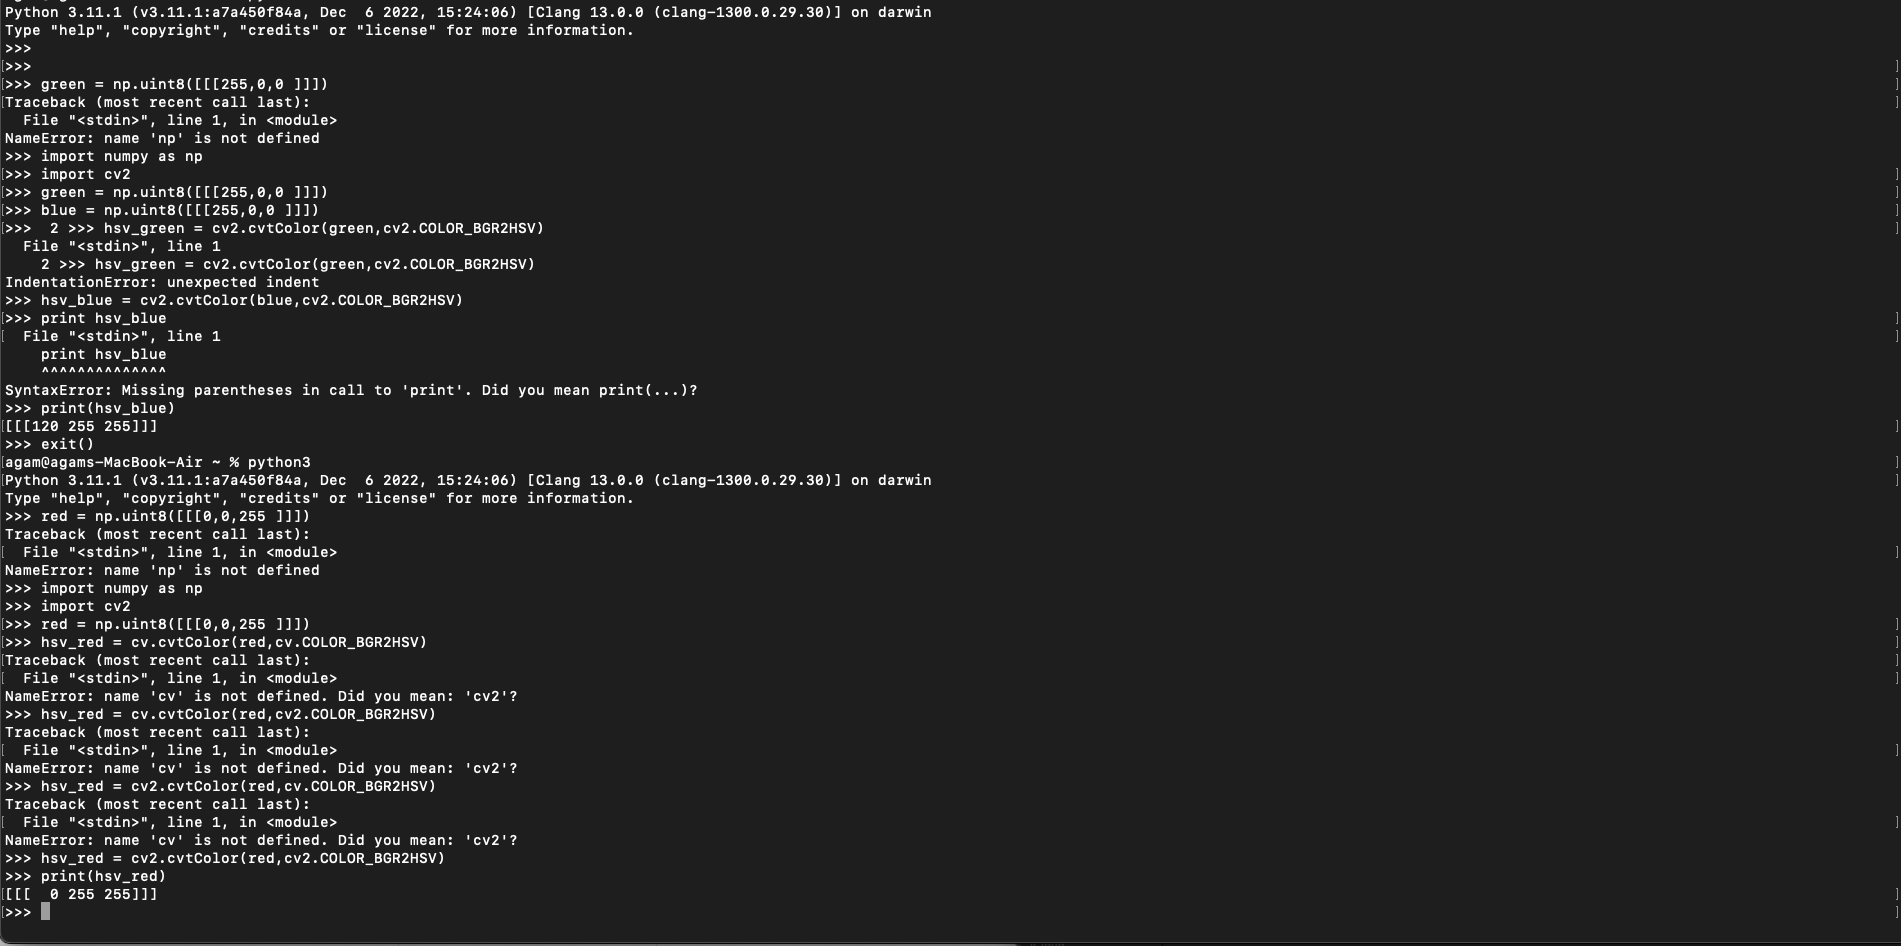 Python 3.11.1 (v3.11.1:a7a450f84a, Dec  6 2022, 15:24:06) [Clang 13.0.0 (clang-1300.0.29.30)] on darwin
Type "help", "copyright", "credits" or "license" for more information.
>>>
>>>
>>> green = np.uint8([[[255,0,0 ]]])
Traceback (most recent call last):
  File "<stdin>", line 1, in <module>
NameError: name 'np' is not defined
>>> import numpy as np
>>> import cv2
>>> green = np.uint8([[[255,0,0 ]]])
>>> blue = np.uint8([[[255,0,0 ]]])
>>>  2 >>> hsv_green = cv2.cvtColor(green,cv2.COLOR_BGR2HSV)
  File "<stdin>", line 1
    2 >>> hsv_green = cv2.cvtColor(green,cv2.COLOR_BGR2HSV)
IndentationError: unexpected indent
>>> hsv_blue = cv2.cvtColor(blue,cv2.COLOR_BGR2HSV)
>>> print hsv_blue
  File "<stdin>", line 1
    print hsv_blue
    ^^^^^^^^^^^^^^
SyntaxError: Missing parentheses in call to 'print'. Did you mean print(...)?
>>> print(hsv_blue)
[[[120 255 255]]]
>>> exit()
agam@agams-MacBook-Air ~ % python3
Python 3.11.1 (v3.11.1:a7a450f84a, Dec  6 2022, 15:24:06) [Clang 13.0.0 (clang-1300.0.29.30)] on darwin
Type "help", "copyright", "credits" or "license" for more information.
>>> red = np.uint8([[[0,0,255 ]]])
Traceback (most recent call last):
  File "<stdin>", line 1, in <module>
NameError: name 'np' is not defined
>>> import numpy as np
>>> import cv2
>>> red = np.uint8([[[0,0,255 ]]])
>>> hsv_red = cv.cvtColor(red,cv.COLOR_BGR2HSV)
Traceback (most recent call last):
  File "<stdin>", line 1, in <module>
NameError: name 'cv' is not defined. Did you mean: 'cv2'?
>>> hsv_red = cv.cvtColor(red,cv2.COLOR_BGR2HSV)
Traceback (most recent call last):
  File "<stdin>", line 1, in <module>
NameError: name 'cv' is not defined. Did you mean: 'cv2'?
>>> hsv_red = cv2.cvtColor(red,cv.COLOR_BGR2HSV)
Traceback (most recent call last):
  File "<stdin>", line 1, in <module>
NameError: name 'cv' is not defined. Did you mean: 'cv2'?
>>> hsv_red = cv2.cvtColor(red,cv2.COLOR_BGR2HSV)
>>> print(hsv_red)
[[[  0 255 255]]]
>>>